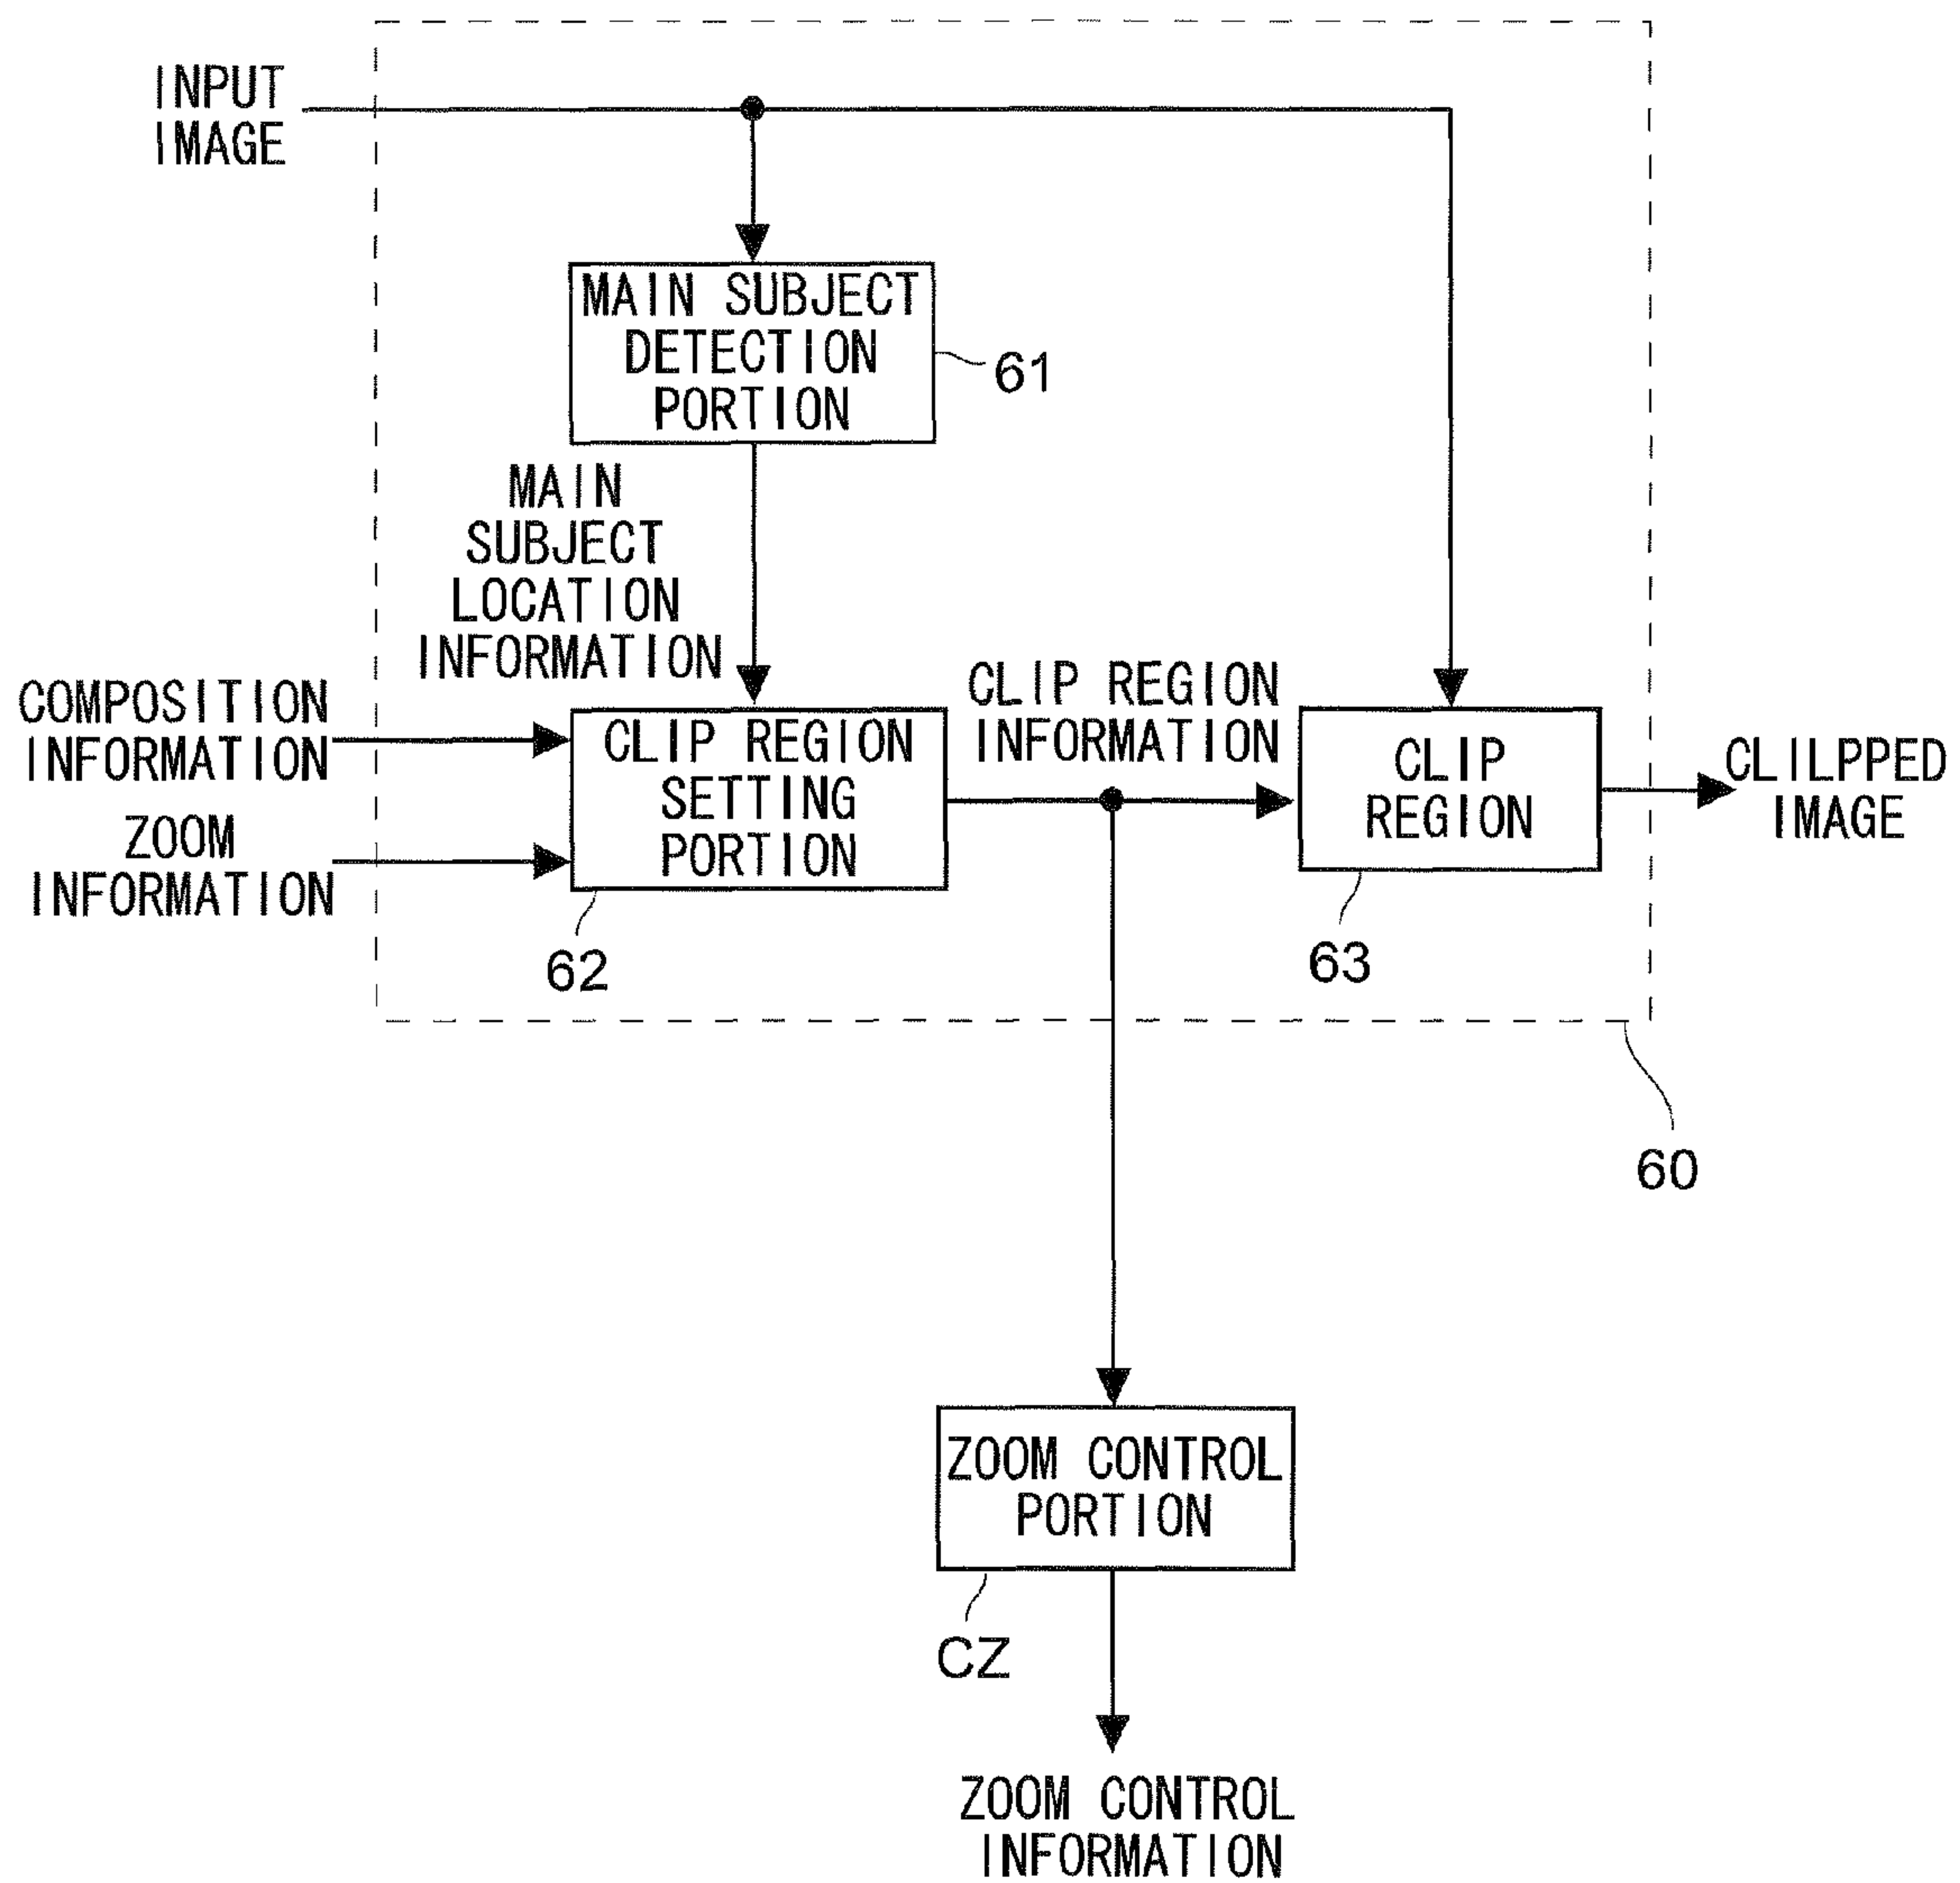 INPUT
IMAGE
MAIN SUBJECT
DETECTION
PORTION
61
MAIN
SUBJECT
LOCATION
INFORMATION
COMPOSITION
INFORMATION
ZOOM
INFORMATION
CLIP REGION
SETTING
PORTION
62
CLIP REGION
INFORMATION
CLIP
REGION
63
CLILPPED
IMAGE
60
ZOOM CONTROL
PORTION
CZ
ZOOM CONTROL
INFORMATION